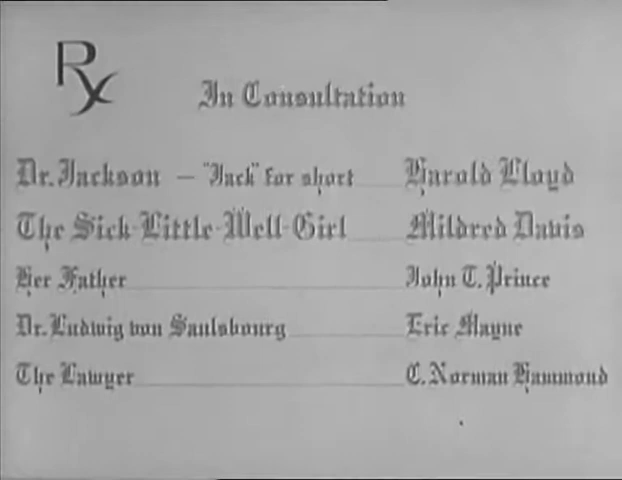 Rx
In Consultation
Dr. Jackson – "Jack" for short Harold Lloyd
The Sick-Little-Well-Girl Mildred Davis
Her Father John T. Prince
Dr. Ludwig von Saulsbourg Eric Mayne
The Lawyer C. Norman Hammond